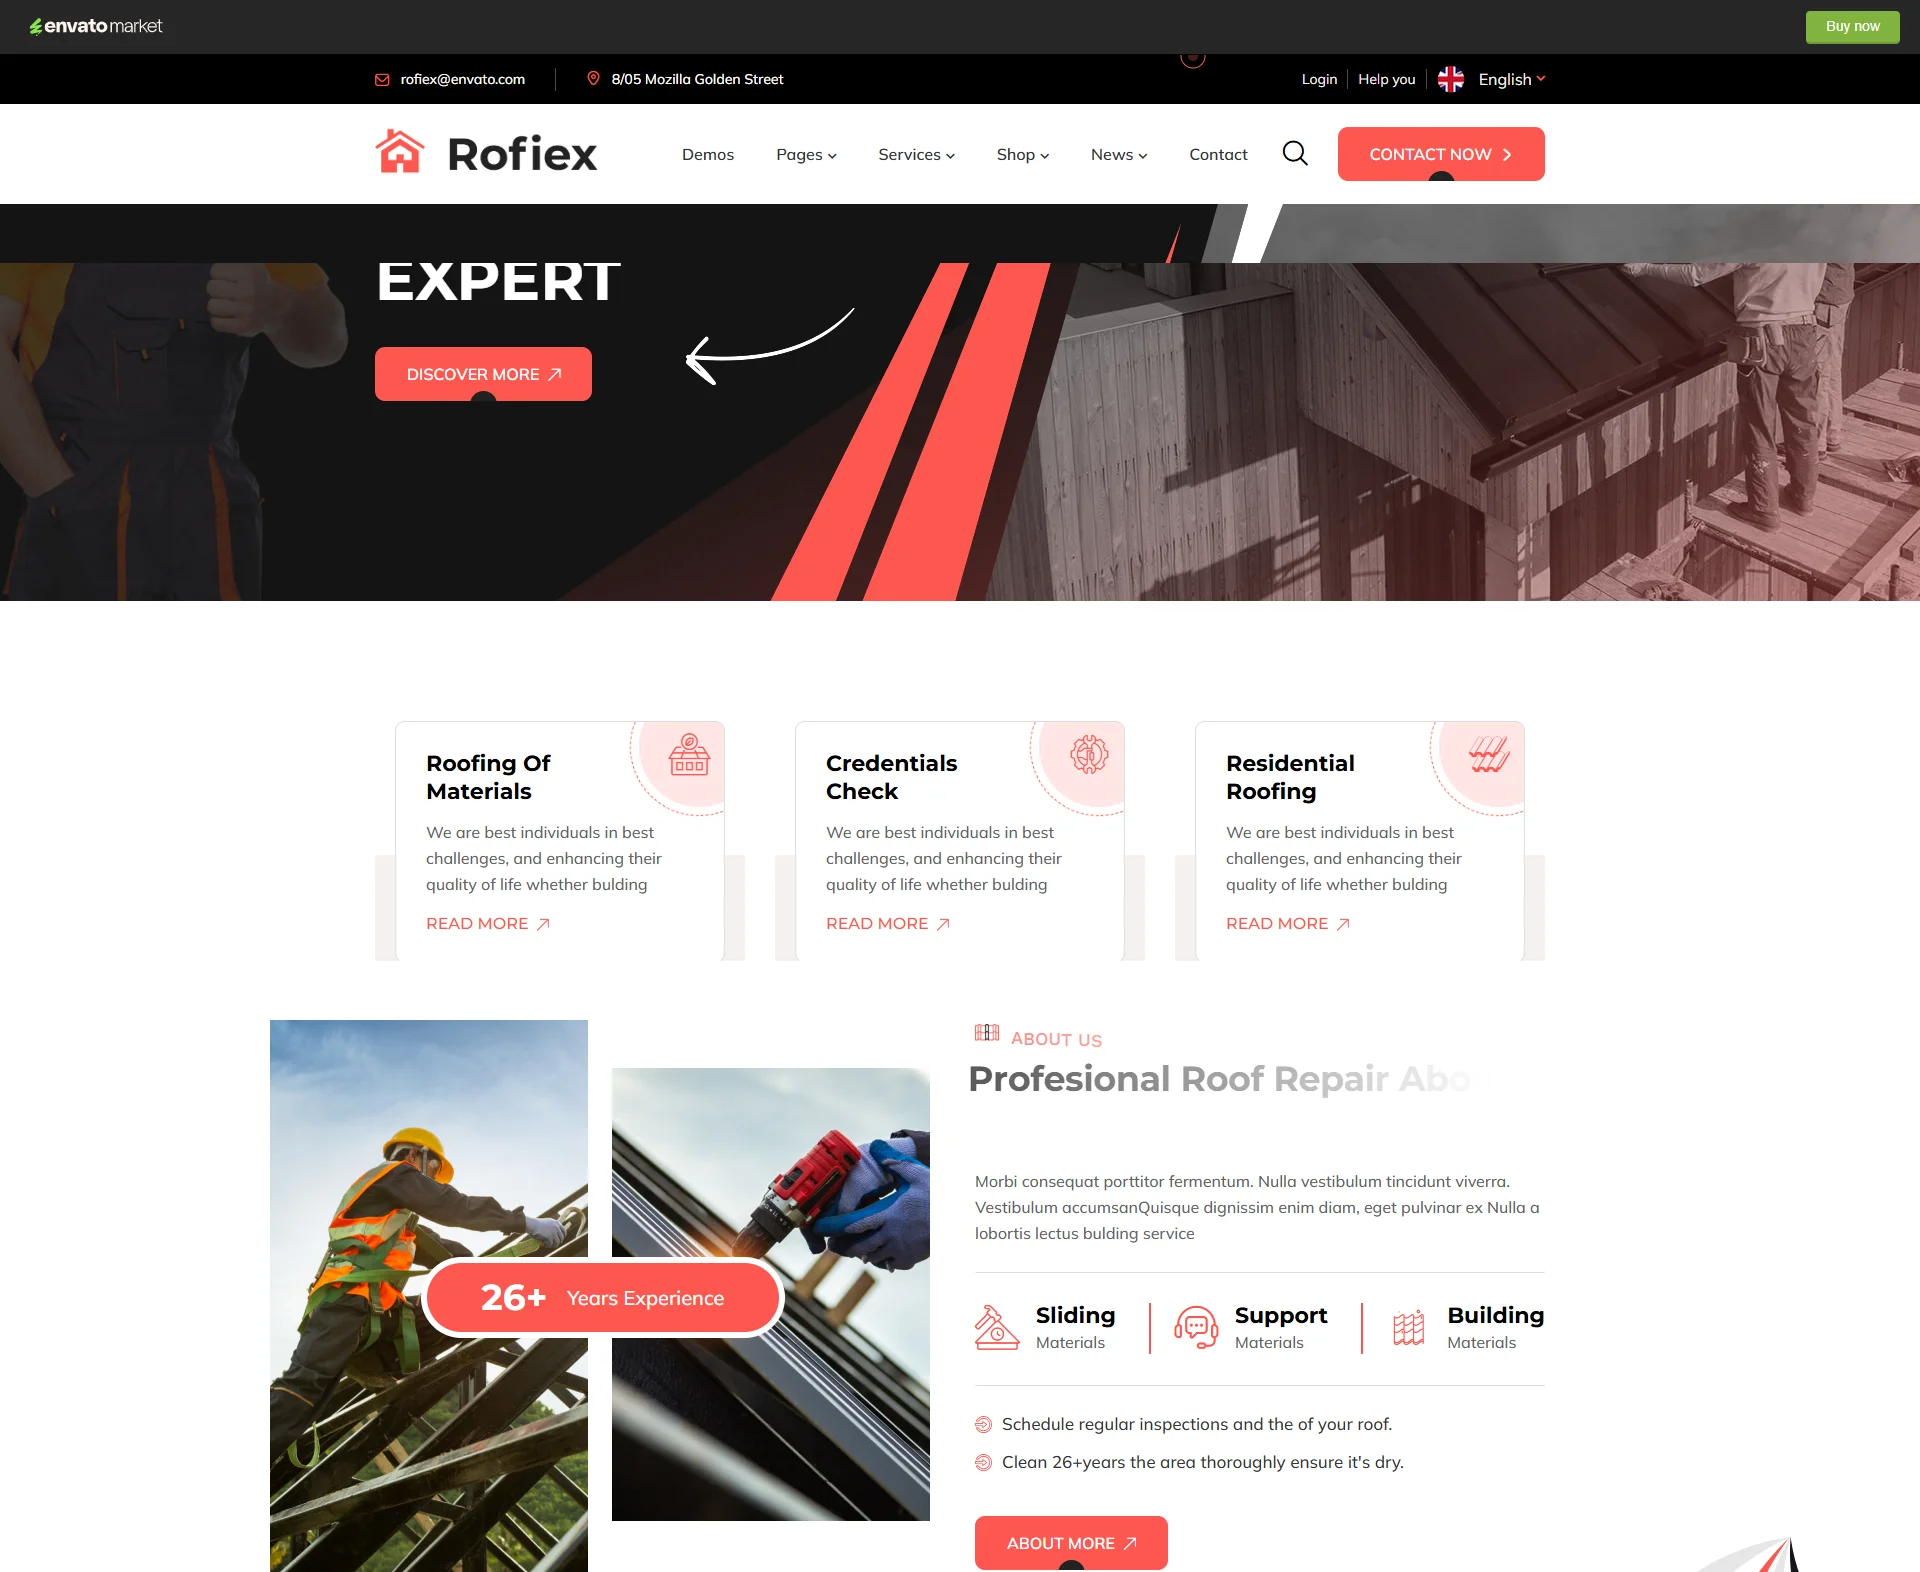 envato market
Buy now
rofiex@envato.com
8/05 Mozilla Golden Street
Login
Help you
English
Rofiex
Demos
Pages
Services
Shop
News
Contact
CONTACT NOW
EXPERT
DISCOVER MORE
Roofing Of
Materials
We are best individuals in best
challenges, and enhancing their
quality of life whether bulding
READ MORE
Credentials
Check
We are best individuals in best
challenges, and enhancing their
quality of life whether bulding
READ MORE
Residential
Roofing
We are best individuals in best
challenges, and enhancing their
quality of life whether bulding
READ MORE
26+ Years Experience
ABOUT US
Profesional Roof Repair Abo
Morbi consequat porttitor fermentum. Nulla vestibulum tincidunt viverra.
Vestibulum accumsanQuisque dignissim enim diam, eget pulvinar ex Nulla a
lobortis lectus bulding service
Sliding
Materials
Support
Materials
Building
Materials
Schedule regular inspections and the of your roof.
Clean 26+years the area thoroughly ensure it's dry.
ABOUT MORE